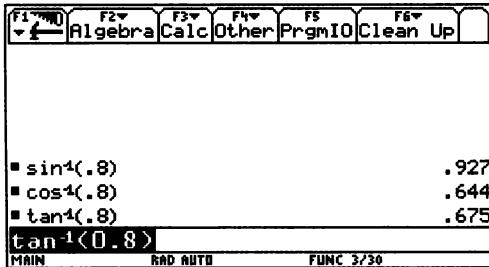 F1 F2 F3 F4 F5 F6
Algebra Calc Other PrgmIO Clean Up
sin⁻¹(.8) .927
cos⁻¹(.8) .644
tan⁻¹(.8) .675
tan⁻¹(0.8)
MAIN RAD AUTO FUNC 3/30